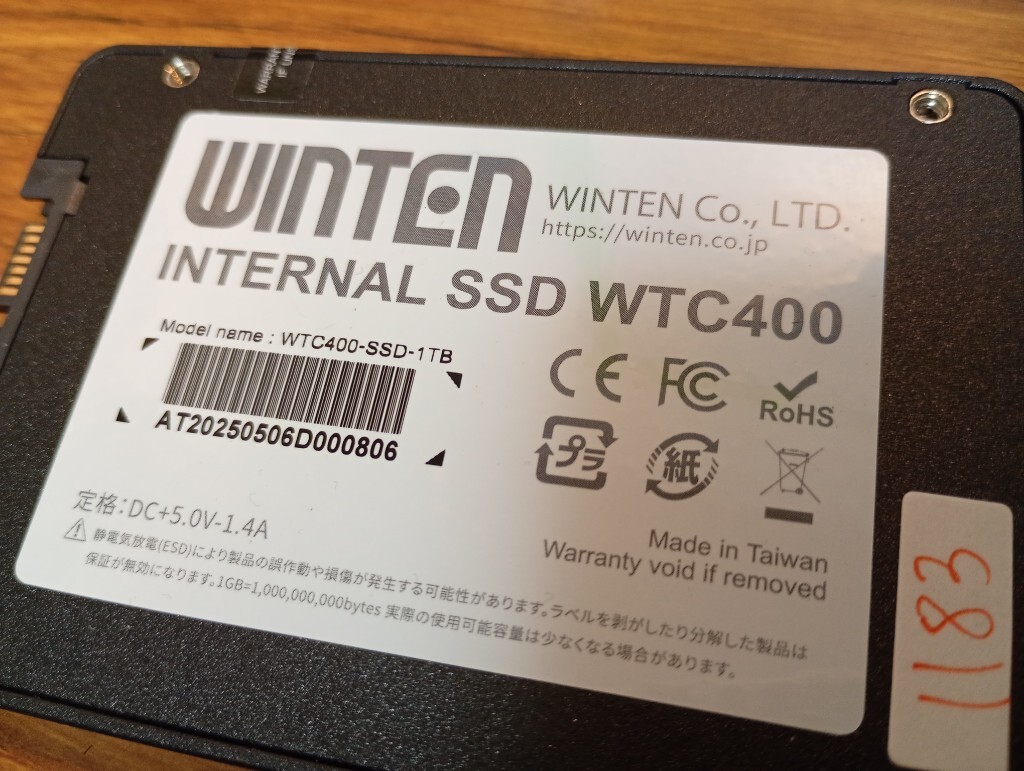 WARRAN
IF
WINTEN
WINTEN Co., LTD.
https://winten.co.jp
INTERNAL SSD WTC400
Model name : WTC400-SSD-1TB
AT20250506D000806
CE FC RoHS
プラ 紙
定格:DC+5.0V-1.4A
Made in Taiwan
Warranty void if removed
静電気放電(ESD)により製品の誤作動や損傷が発生する可能性があります。ラベルを剥がしたり分解した製品は
保証が無効になります。1GB=1,000,000,000bytes 実際の使用可能容量は少なくなる場合があります。
1183